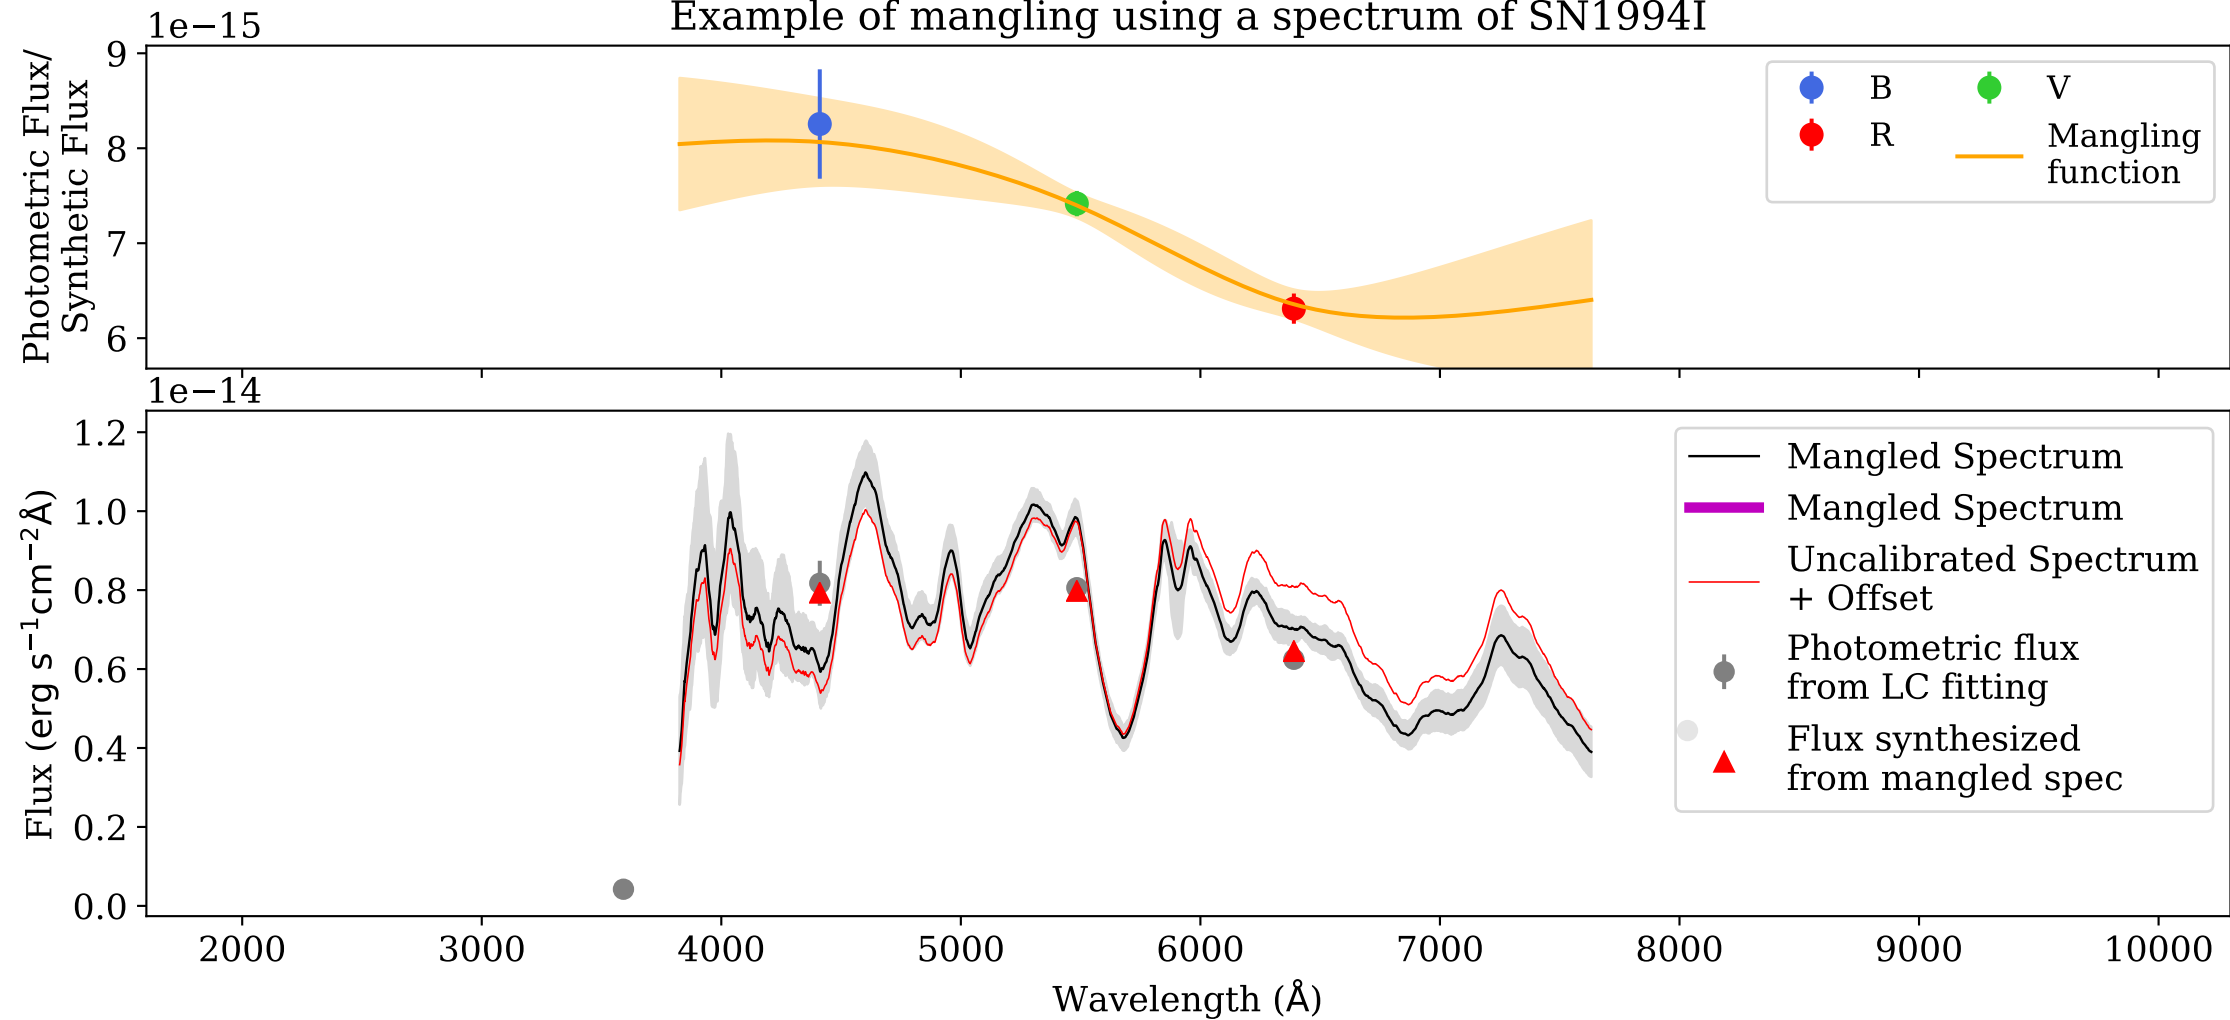 Example of mangling using a spectrum of SN1994I
1e−15
Photometric Flux/
Synthetic Flux
9
8
7
6
B
R
V
Mangling
function
1e−14
Flux (erg s⁻¹cm⁻²Å)
1.2
1.0
0.8
0.6
0.4
0.2
0.0
Mangled Spectrum
Mangled Spectrum
Uncalibrated Spectrum
+ Offset
Photometric flux
from LC fitting
Flux synthesized
from mangled spec
2000 3000 4000 5000 6000 7000 8000 9000 10000
Wavelength (Å)